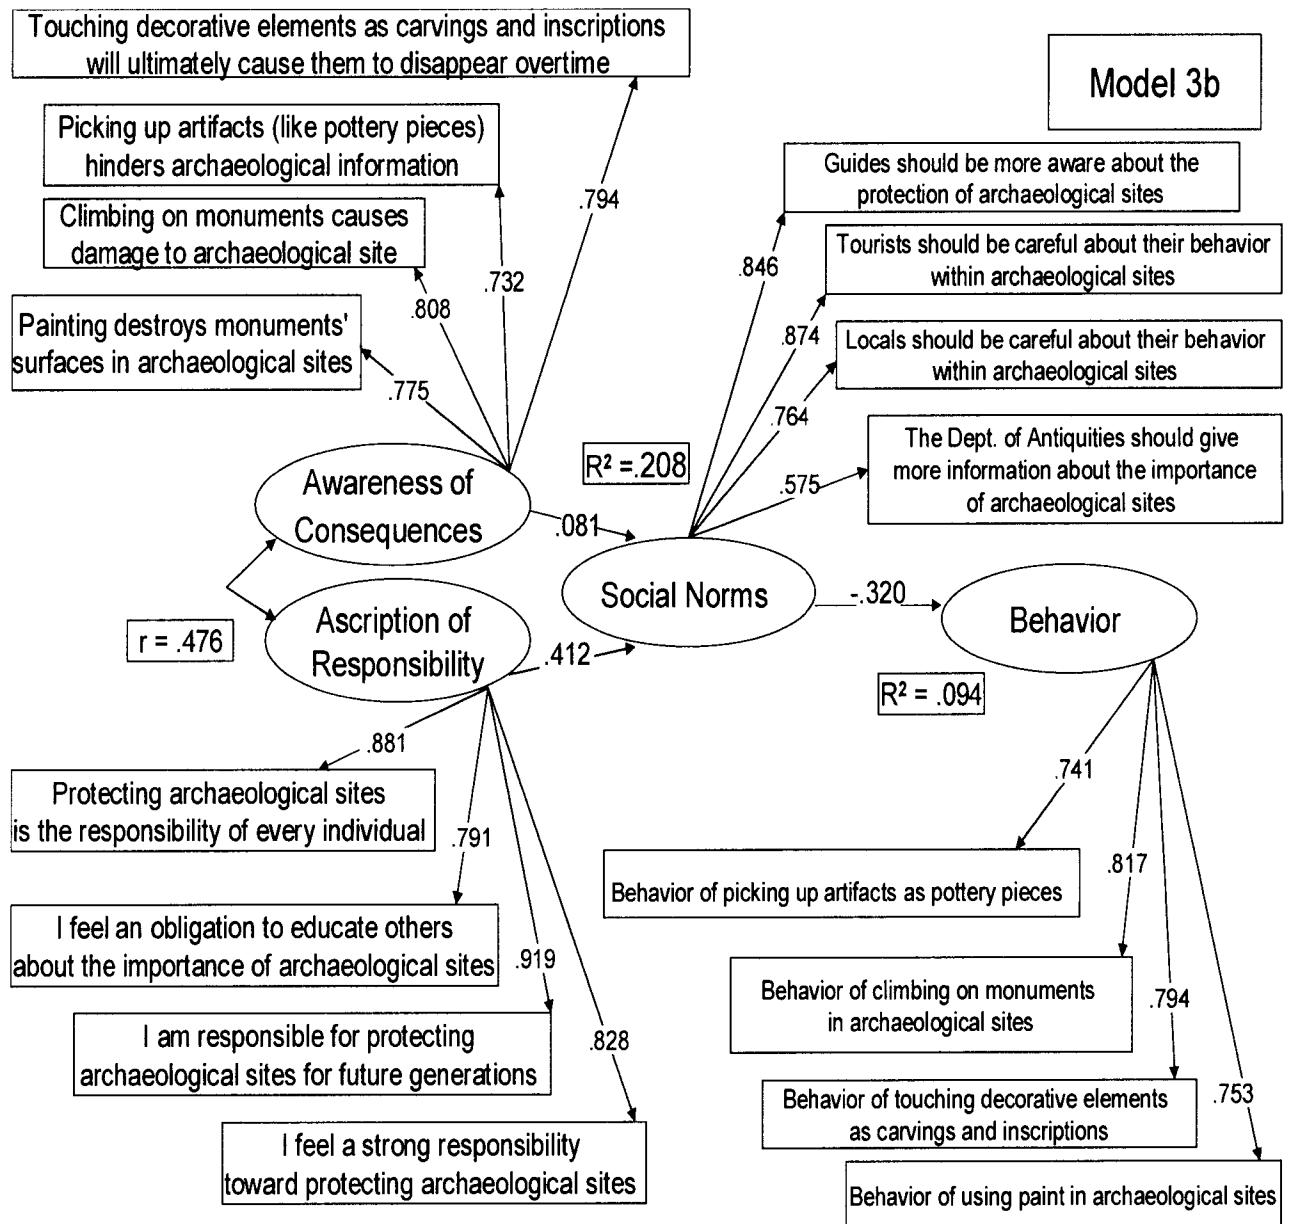 Touching decorative elements as carvings and inscriptions
will ultimately cause them to disappear overtime
Model 3b
Picking up artifacts (like pottery pieces)
hinders archaeological information
Guides should be more aware about the
protection of archaeological sites
.794
Climbing on monuments causes
damage to archaeological site
Tourists should be careful about their behavior
within archaeological sites
.846
.732
.808
Painting destroys monuments'
surfaces in archaeological sites
.874
Locals should be careful about their behavior
within archaeological sites
.775
.764
The Dept. of Antiquities should give
more information about the importance
of archaeological sites
R² =.208
.575
Awareness of
Consequences
.081
Social Norms
-.320
Behavior
Ascription of
Responsibility
r = .476
.412
R² = .094
.881
.741
Protecting archaeological sites
is the responsibility of every individual
.791
.817
Behavior of picking up artifacts as pottery pieces
I feel an obligation to educate others
about the importance of archaeological sites
.919
Behavior of climbing on monuments
in archaeological sites
.794
I am responsible for protecting
archaeological sites for future generations
.828
.753
Behavior of touching decorative elements
as carvings and inscriptions
I feel a strong responsibility
toward protecting archaeological sites
Behavior of using paint in archaeological sites